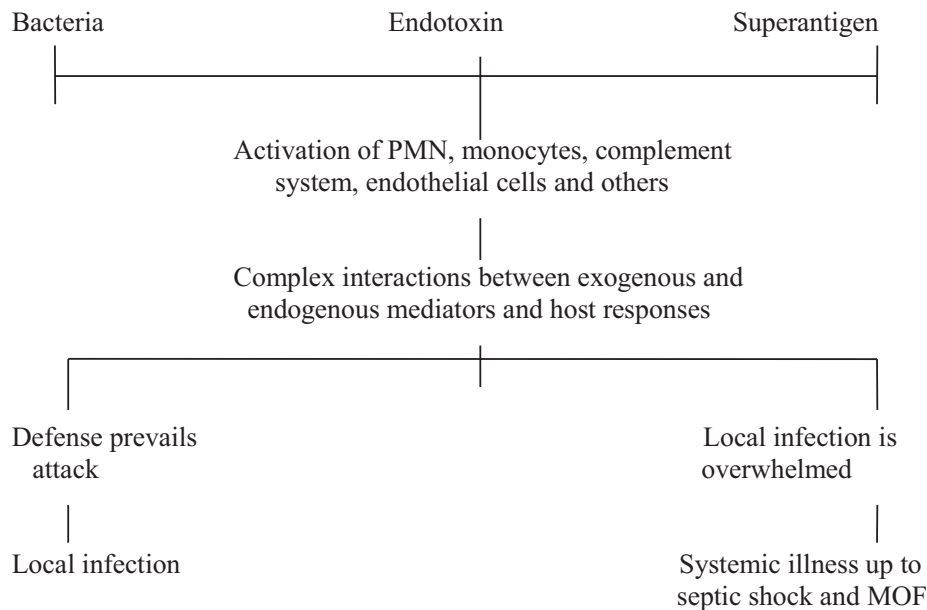 Bacteria
Endotoxin
Superantigen
Activation of PMN, monocytes, complement
system, endothelial cells and others
Complex interactions between exogenous and
endogenous mediators and host responses
Defense prevails
attack
Local infection is
overwhelmed
Local infection
Systemic illness up to
septic shock and MOF